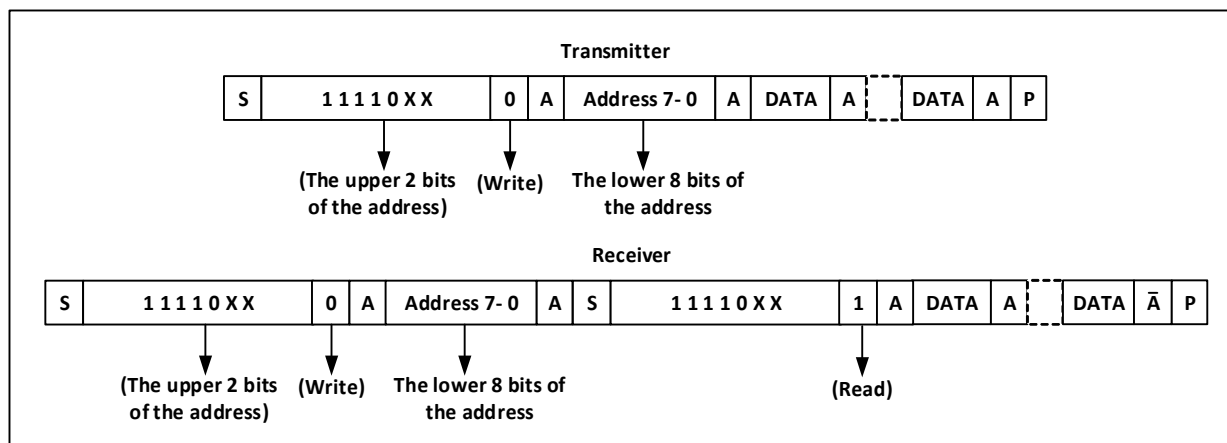 Transmitter
S 1 1 1 1 0 X X 0 A Address 7- 0 A DATA A DATA A P
(The upper 2 bits
of the address)
(Write)
The lower 8 bits of
the address
Receiver
S 1 1 1 1 0 X X 0 A Address 7- 0 A S 1 1 1 1 0 X X 1 A DATA A DATA A̅ P
(The upper 2 bits
of the address)
(Write)
The lower 8 bits of
the address
(Read)